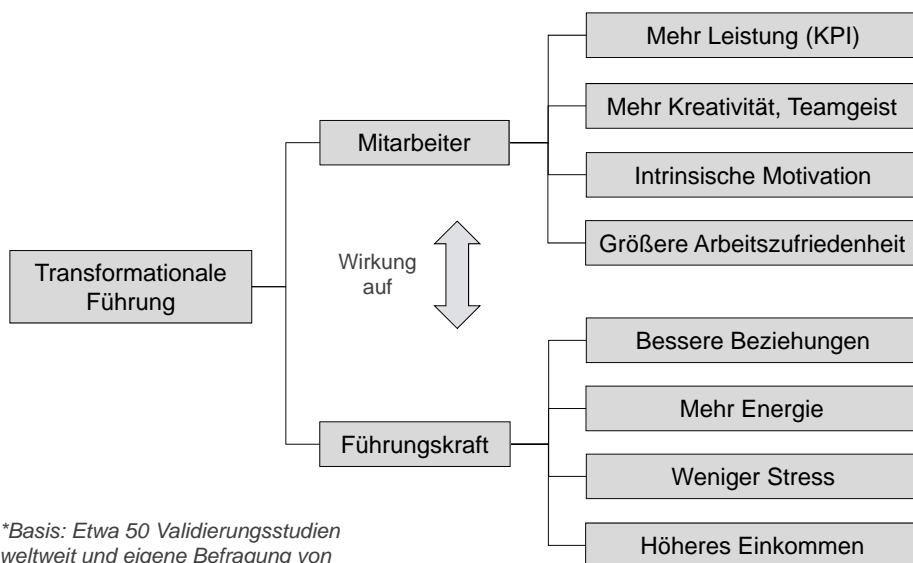 Transformationale
Führung
Mitarbeiter
Wirkung
auf
Führungskraft
Mehr Leistung (KPI)
Mehr Kreativität, Teamgeist
Intrinsische Motivation
Größere Arbeitszufriedenheit
Bessere Beziehungen
Mehr Energie
Weniger Stress
Höheres Einkommen
*Basis: Etwa 50 Validierungsstudien
weltweit und eigene Befragung von